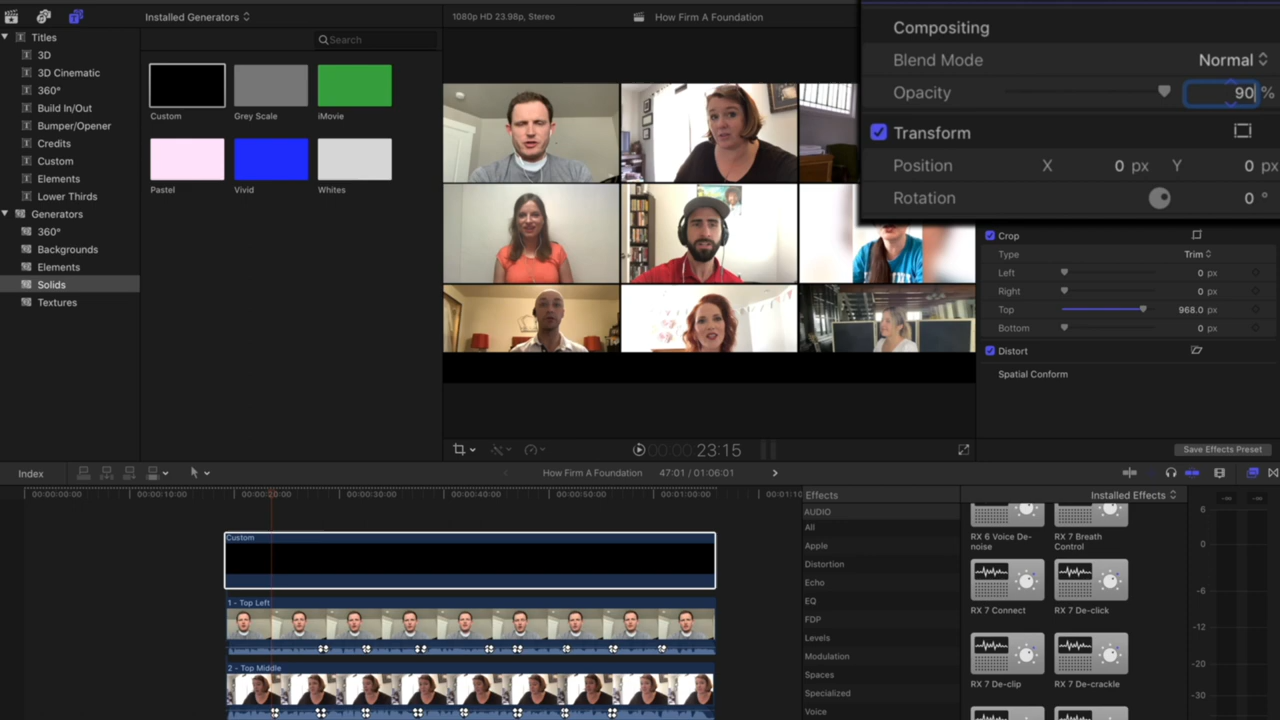 Installed Generators
Titles
3D
3D Cinematic
360°
Build In/Out
Bumper/Opener
Credits
Custom
Elements
Lower Thirds
Generators
360°
Backgrounds
Elements
Solids
Textures
Search
Custom
Grey Scale
iMovie
Pastel
Vivid
Whites
1080p HD 23.98p, Stereo
How Firm A Foundation
Compositing
Blend Mode Normal
Opacity 90 %
Transform
Position X 0 px Y 0 px
Rotation 0 °
Crop
Type Trim
Left 0 px
Right 0 px
Top 968.0 px
Bottom 0 px
Distort
Spatial Conform
00:00 23:15
Save Effects Preset
Index
How Firm A Foundation 47:01 / 01:06:01
00:00:00:00
00:00:10:00
00:00:20:00
00:00:30:00
00:00:40:00
00:00:50:00
00:01:00:00
00:01:10
Custom
1 - Top Left
2 - Top Middle
Effects
Installed Effects
AUDIO
All
Apple
Distortion
Echo
EQ
FDP
Levels
Modulation
Spaces
Specialized
Voice
RX 6 Voice De-
noise
RX 7 Breath
Control
RX 7 Connect
RX 7 De-click
RX 7 De-clip
RX 7 De-crackle
-∞ -∞
6
0
-6
-12
-20
-30